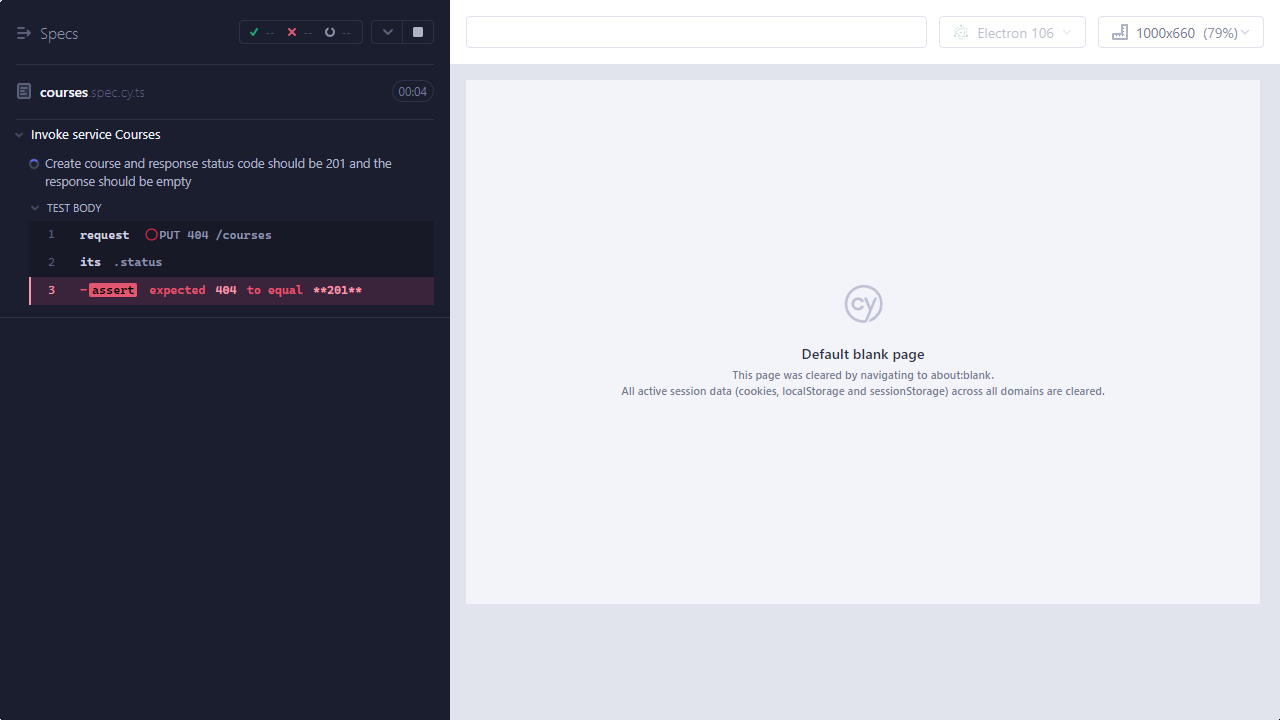 Specs
--
--
--
courses.spec.cy.ts
00:04
Invoke service Courses
Create course and response status code should be 201 and the
response should be empty
TEST BODY
1 request PUT 404 /courses
2 its .status
3 -assert expected 404 to equal **201**
Electron 106
1000x660 (79%)
cy
Default blank page
This page was cleared by navigating to about:blank.
All active session data (cookies, localStorage and sessionStorage) across all domains are cleared.